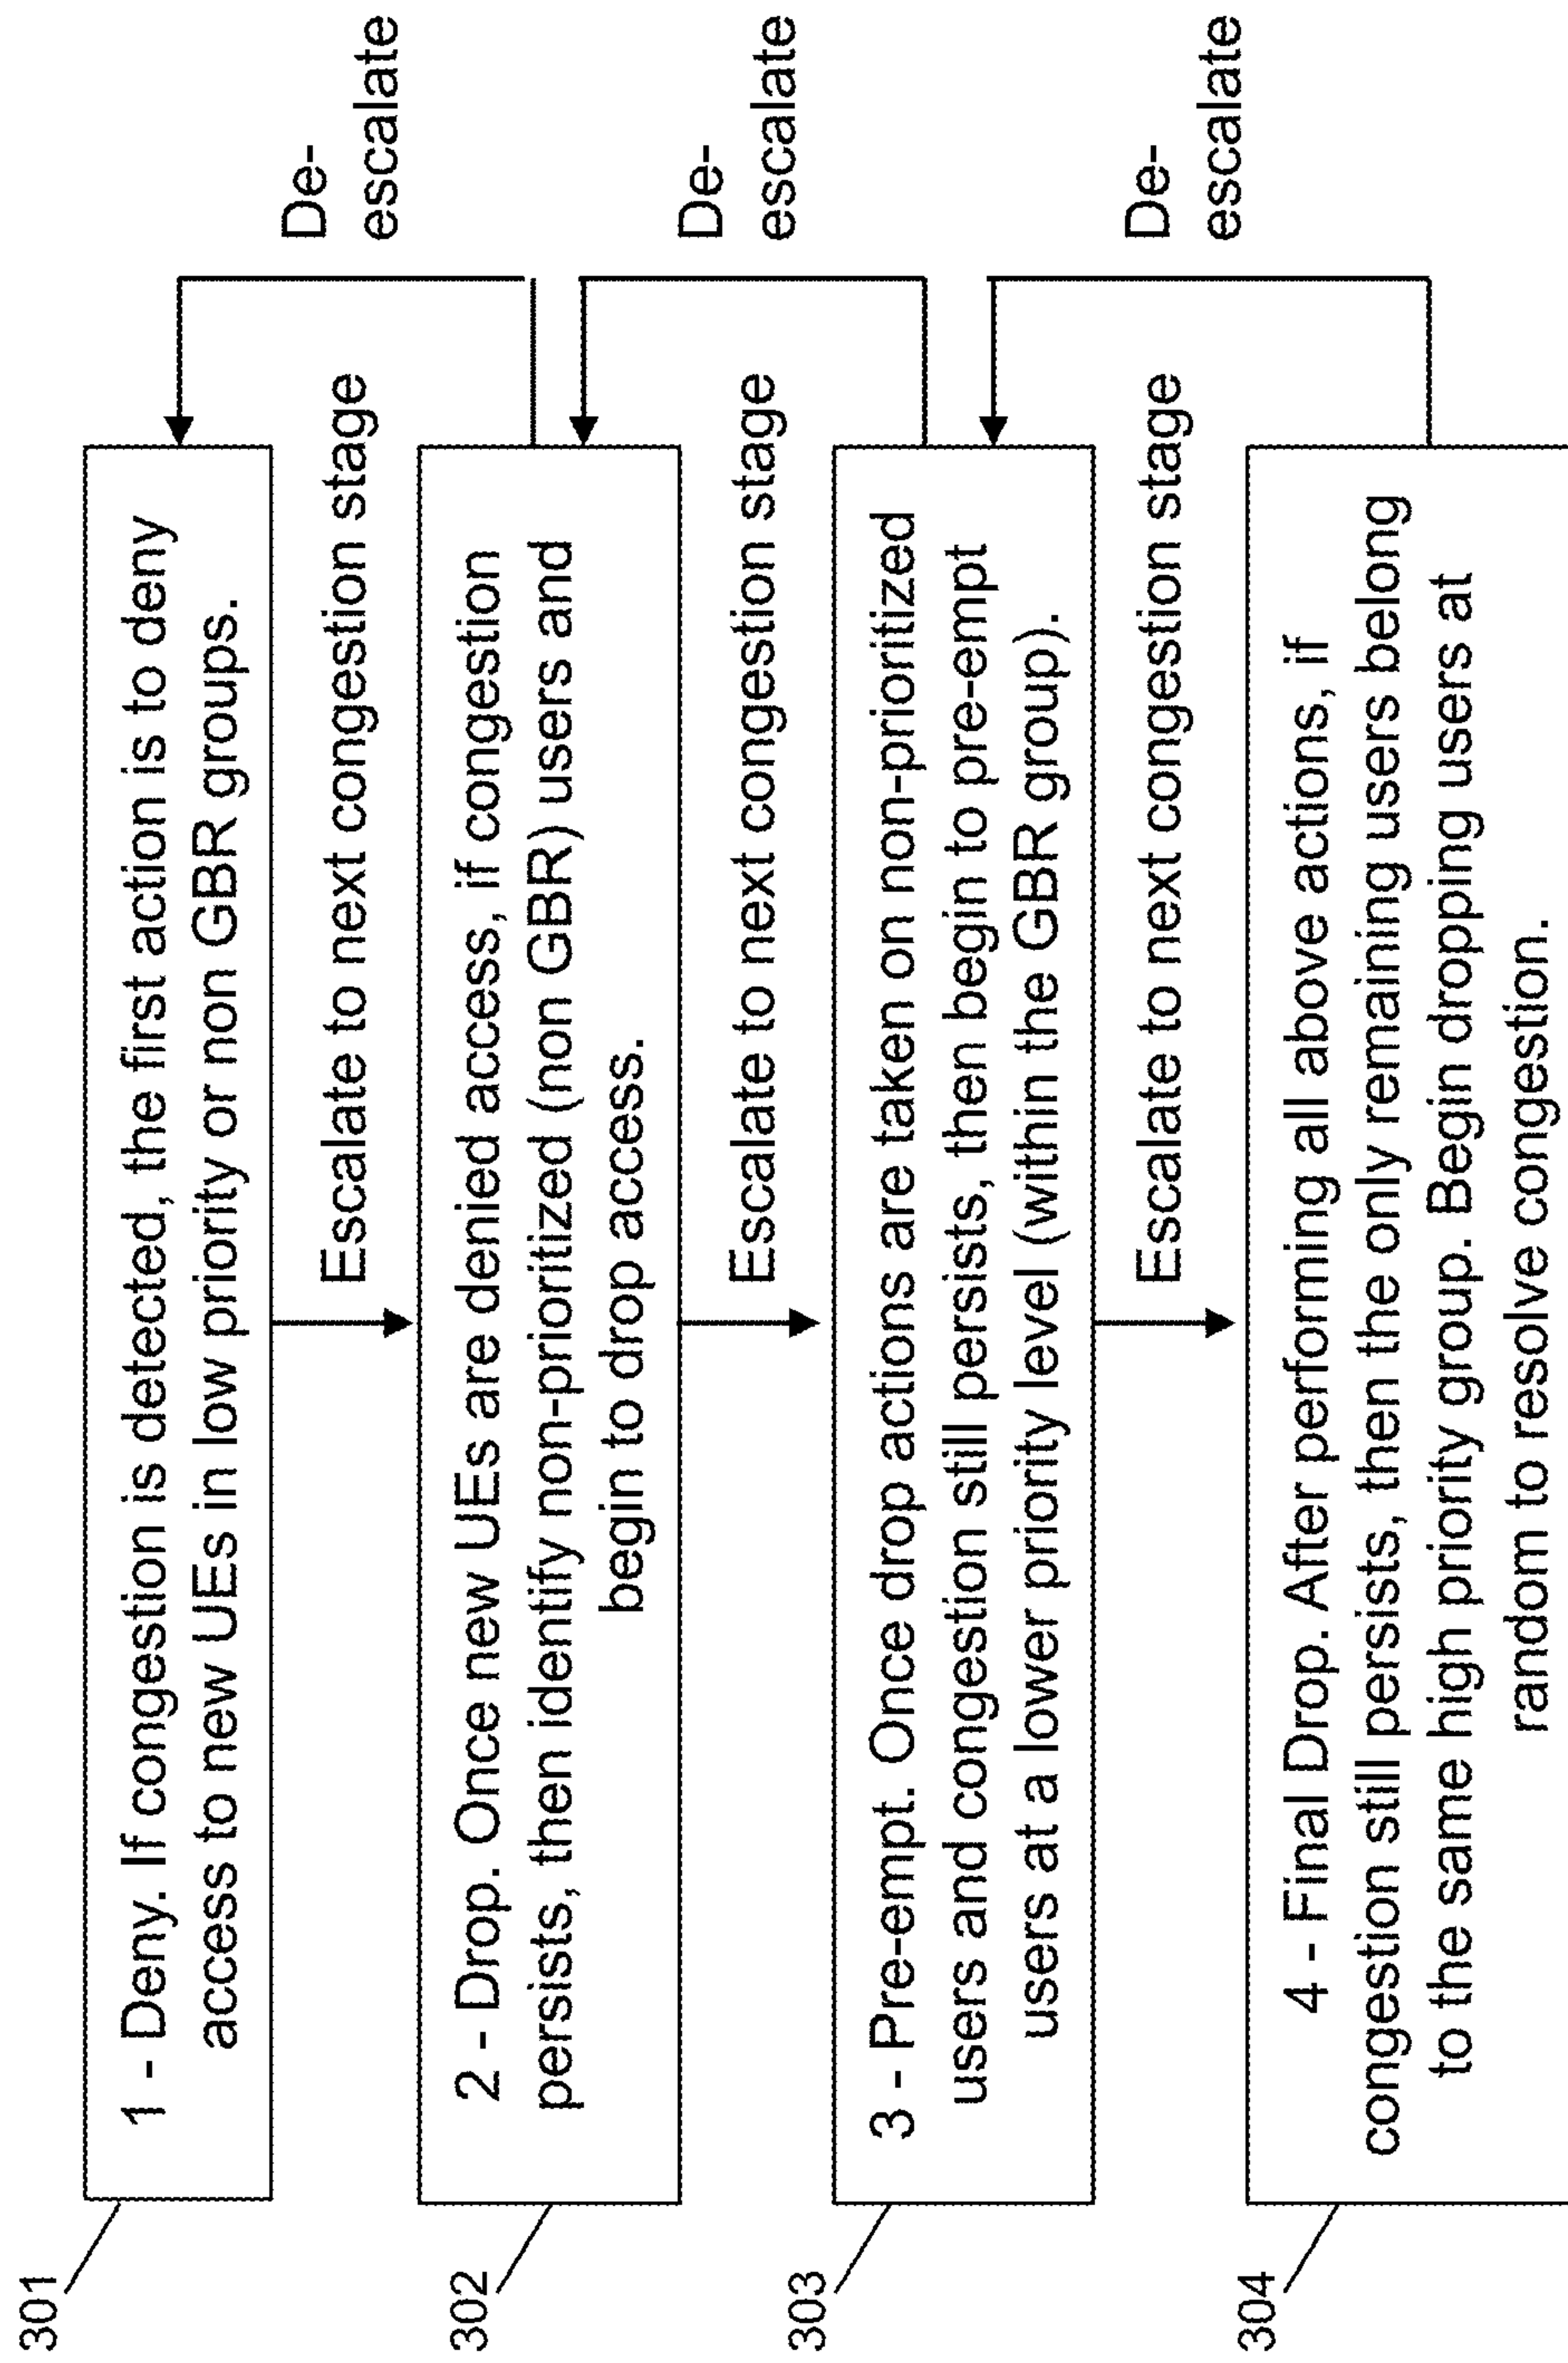 301
1 - Deny. If congestion is detected, the first action is to deny
access to new UEs in low priority or non GBR groups.
De-
escalate
Escalate to next congestion stage
302
2 - Drop. Once new UEs are denied access, if congestion
persists, then identify non-prioritized (non GBR) users and
begin to drop access.
De-
escalate
Escalate to next congestion stage
303
3 - Pre-empt. Once drop actions are taken on non-prioritized
users and congestion still persists, then begin to pre-empt
users at a lower priority level (within the GBR group).
De-
escalate
Escalate to next congestion stage
304
4 - Final Drop. After performing all above actions, if
congestion still persists, then the only remaining users belong
to the same high priority group. Begin dropping users at
random to resolve congestion.